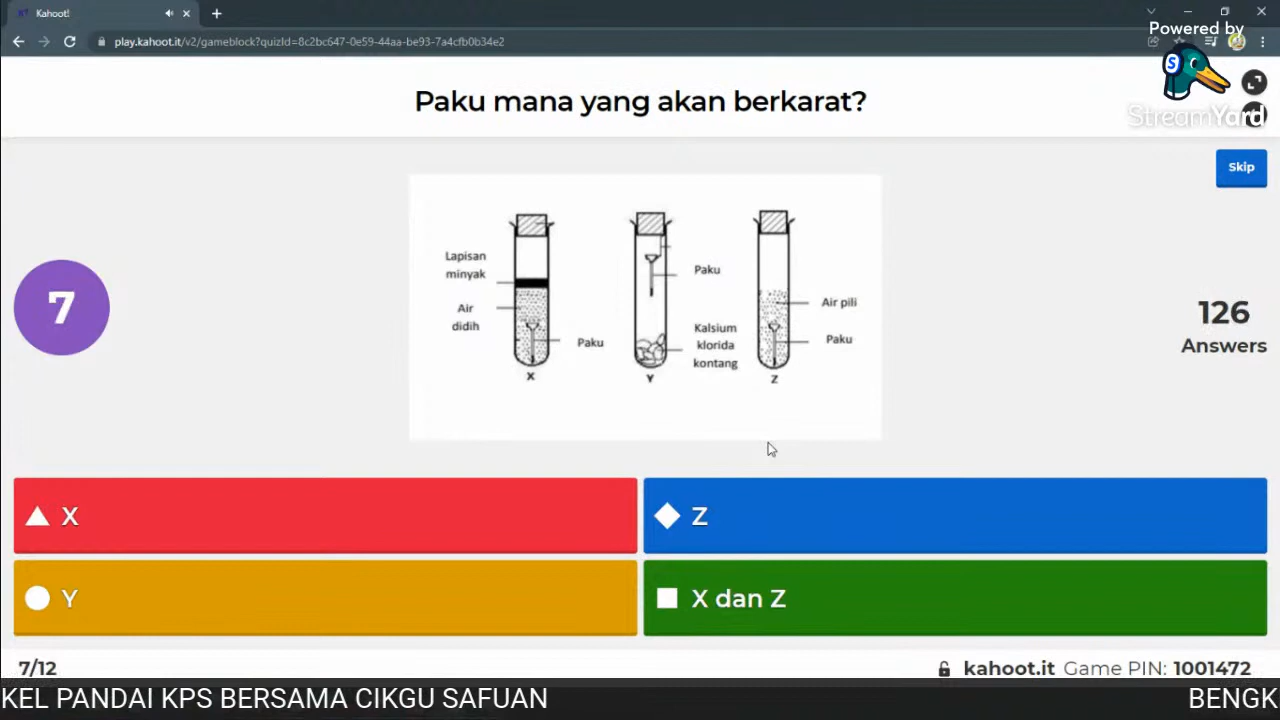 Kahoot!
play.kahoot.it/v2/gameblock?quizId=8c2bc647-0e59-44aa-be93-7a4cfb0b34e2
Powered by
StreamYard
Paku mana yang akan berkarat?
Skip
7
Lapisan
minyak
Air
didih
Paku
X
Paku
Kalsium
klorida
kontang
Y
Air pili
Paku
Z
126
Answers
X
Z
Y
X dan Z
7/12
kahoot.it Game PIN: 1001472
KEL PANDAI KPS BERSAMA CIKGU SAFUAN
BENGK